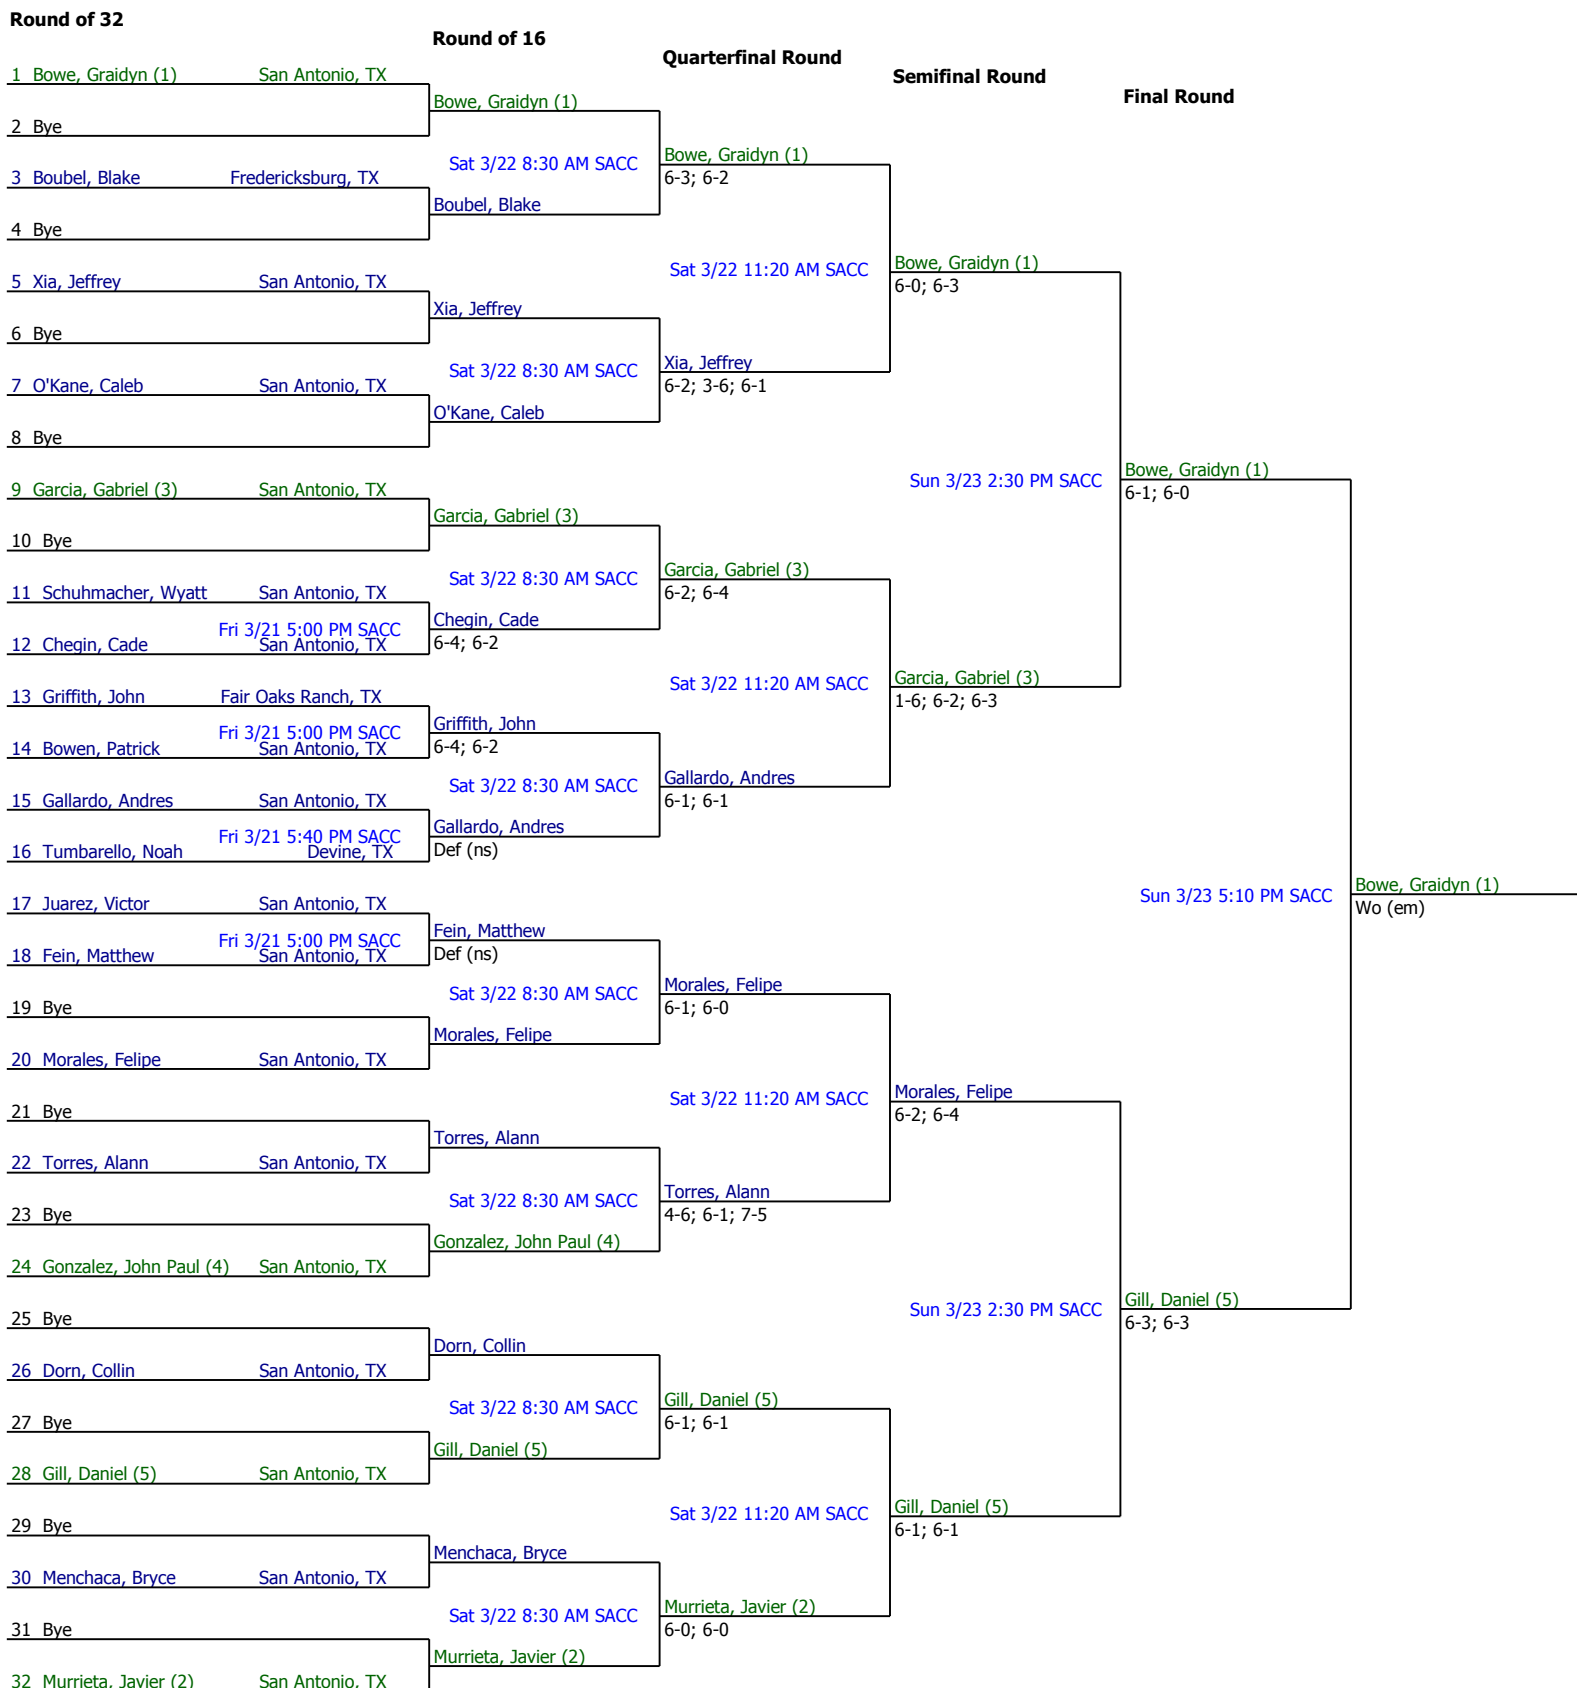 Round of 32
Round of 16
Quarterfinal Round
Semifinal Round
Final Round
1 Bowe, Graidyn (1) San Antonio, TX
Bowe, Graidyn (1)
2 Bye
Sat 3/22 8:30 AM SACC
Bowe, Graidyn (1)
6-3; 6-2
3 Boubel, Blake Fredericksburg, TX
Boubel, Blake
4 Bye
Sat 3/22 11:20 AM SACC
Bowe, Graidyn (1)
6-0; 6-3
5 Xia, Jeffrey San Antonio, TX
Xia, Jeffrey
6 Bye
Sat 3/22 8:30 AM SACC
Xia, Jeffrey
6-2; 3-6; 6-1
7 O'Kane, Caleb San Antonio, TX
O'Kane, Caleb
8 Bye
Sun 3/23 2:30 PM SACC
Bowe, Graidyn (1)
6-1; 6-0
9 Garcia, Gabriel (3) San Antonio, TX
Garcia, Gabriel (3)
10 Bye
Sat 3/22 8:30 AM SACC
Garcia, Gabriel (3)
6-2; 6-4
11 Schuhmacher, Wyatt San Antonio, TX
Chegin, Cade
Fri 3/21 5:00 PM SACC
12 Chegin, Cade San Antonio, TX
6-4; 6-2
Sat 3/22 11:20 AM SACC
Garcia, Gabriel (3)
1-6; 6-2; 6-3
13 Griffith, John Fair Oaks Ranch, TX
Griffith, John
Fri 3/21 5:00 PM SACC
14 Bowen, Patrick San Antonio, TX
6-4; 6-2
Sat 3/22 8:30 AM SACC
Gallardo, Andres
6-1; 6-1
15 Gallardo, Andres San Antonio, TX
Gallardo, Andres
Fri 3/21 5:40 PM SACC
16 Tumbarello, Noah Devine, TX
Def (ns)
Sun 3/23 5:10 PM SACC
Bowe, Graidyn (1)
Wo (em)
17 Juarez, Victor San Antonio, TX
Fein, Matthew
Fri 3/21 5:00 PM SACC
18 Fein, Matthew San Antonio, TX
Def (ns)
Sat 3/22 8:30 AM SACC
Morales, Felipe
6-1; 6-0
19 Bye
Morales, Felipe
20 Morales, Felipe San Antonio, TX
Sat 3/22 11:20 AM SACC
Morales, Felipe
6-2; 6-4
21 Bye
Torres, Alann
22 Torres, Alann San Antonio, TX
Sat 3/22 8:30 AM SACC
Torres, Alann
4-6; 6-1; 7-5
23 Bye
Gonzalez, John Paul (4)
24 Gonzalez, John Paul (4) San Antonio, TX
Sun 3/23 2:30 PM SACC
Gill, Daniel (5)
6-3; 6-3
25 Bye
Dorn, Collin
26 Dorn, Collin San Antonio, TX
Sat 3/22 8:30 AM SACC
Gill, Daniel (5)
6-1; 6-1
27 Bye
Gill, Daniel (5)
28 Gill, Daniel (5) San Antonio, TX
Sat 3/22 11:20 AM SACC
Gill, Daniel (5)
6-1; 6-1
29 Bye
Menchaca, Bryce
30 Menchaca, Bryce San Antonio, TX
Sat 3/22 8:30 AM SACC
Murrieta, Javier (2)
6-0; 6-0
31 Bye
Murrieta, Javier (2)
32 Murrieta, Javier (2) San Antonio, TX